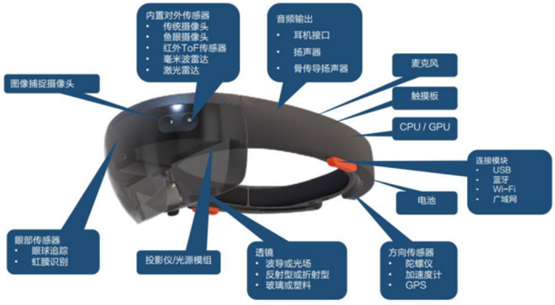 内置对外传感器
• 传统摄像头
• 鱼眼摄像头
• 红外ToF传感器
• 毫米波雷达
• 激光雷达
音频输出
• 耳机接口
• 扬声器
• 骨传导扬声器
麦克风
图像捕捉摄像头
触摸板
CPU / GPU
连接模块
• USB
• 蓝牙
• Wi-Fi
• 广域网
电池
眼部传感器
• 眼球追踪
• 虹膜识别
投影仪/光源模组
透镜
• 波导或光场
• 反射型或折射型
• 玻璃或塑料
方向传感器
• 陀螺仪
• 加速度计
• GPS